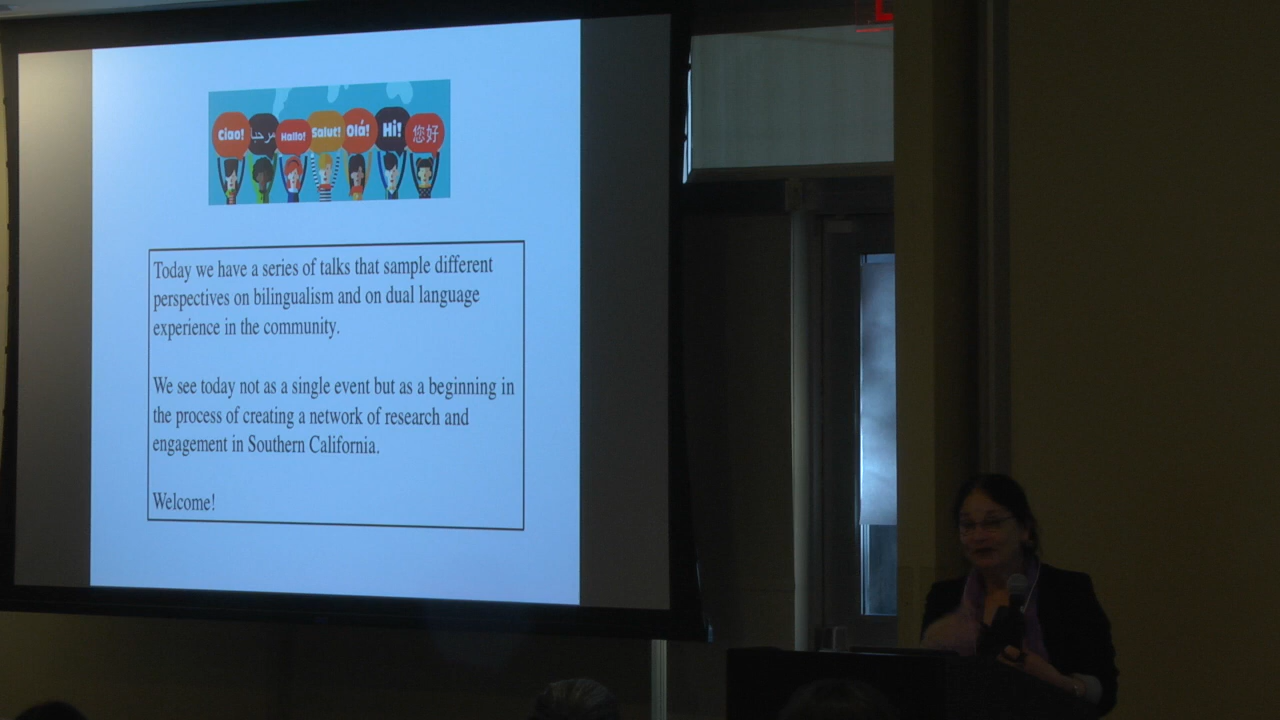 Ciao!
مرحبا
Hallo!
Salut!
Olá!
Hi!
您好
Today we have a series of talks that sample different
perspectives on bilingualism and on dual language
experience in the community.
We see today not as a single event but as a beginning in
the process of creating a network of research and
engagement in Southern California.
Welcome!